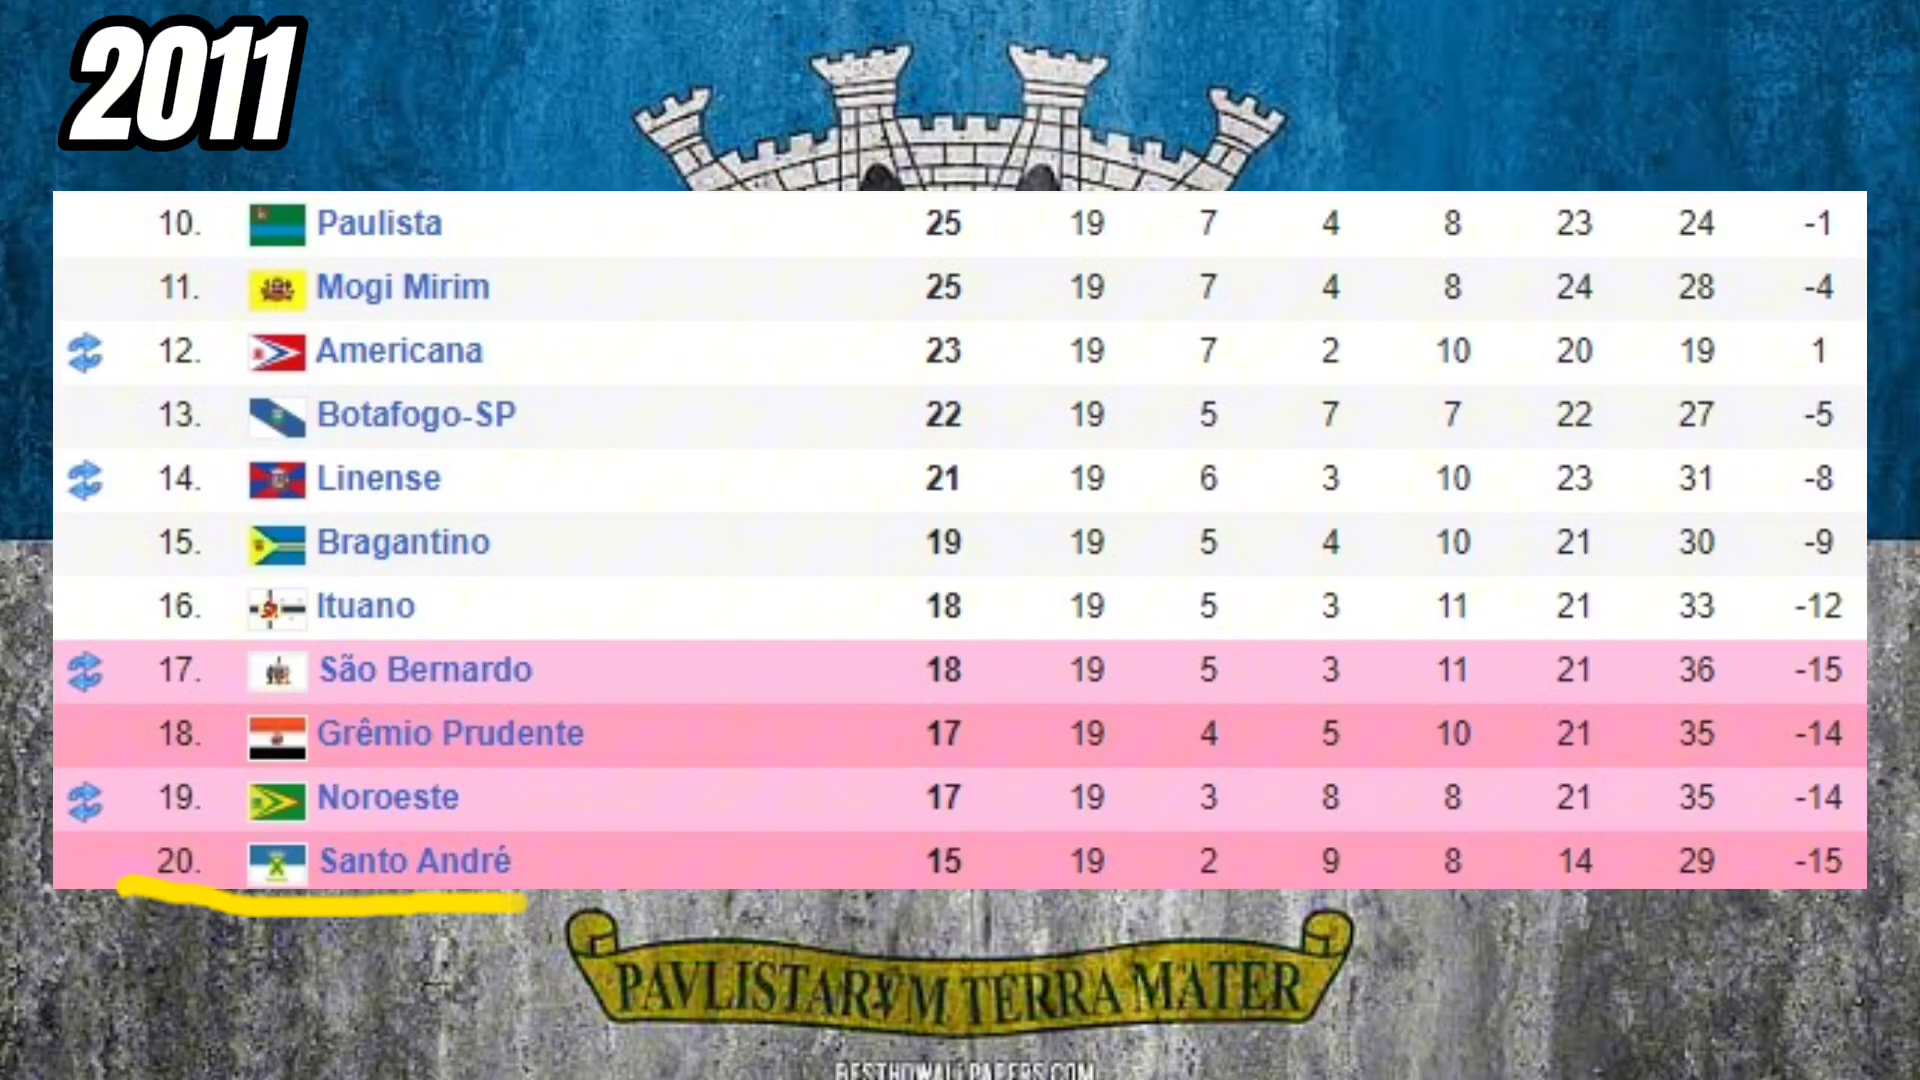 2011
10. Paulista 25 19 7 4 8 23 24 -1
11. Mogi Mirim 25 19 7 4 8 24 28 -4
12. Americana 23 19 7 2 10 20 19 1
13. Botafogo-SP 22 19 5 7 7 22 27 -5
14. Linense 21 19 6 3 10 23 31 -8
15. Bragantino 19 19 5 4 10 21 30 -9
16. Ituano 18 19 5 3 11 21 33 -12
17. São Bernardo 18 19 5 3 11 21 36 -15
18. Grêmio Prudente 17 19 4 5 10 21 35 -14
19. Noroeste 17 19 3 8 8 21 35 -14
20. Santo André 15 19 2 9 8 14 29 -15
PAVLISTARVM TERRA MATER
BESTHDWALLPAPERS.COM